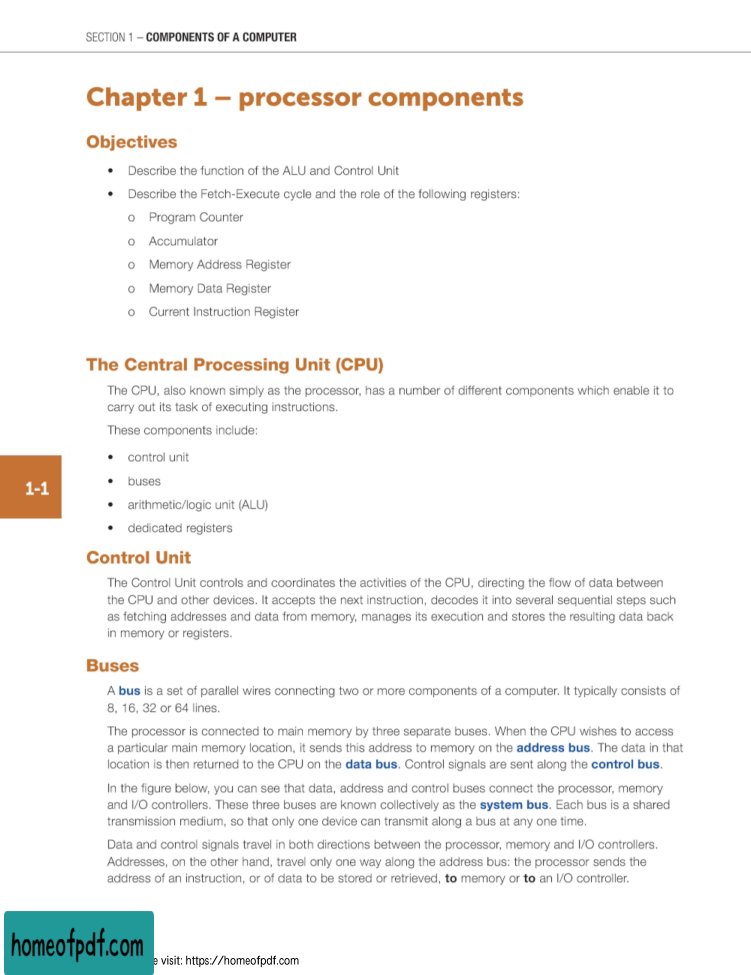 SECTION 1 – COMPONENTS OF A COMPUTER
Chapter 1 – processor components
Objectives
• Describe the function of the ALU and Control Unit
• Describe the Fetch-Execute cycle and the role of the following registers:
o Program Counter
o Accumulator
o Memory Address Register
o Memory Data Register
o Current Instruction Register
The Central Processing Unit (CPU)
The CPU, also known simply as the processor, has a number of different components which enable it to
carry out its task of executing instructions.
These components include:
• control unit
• buses
• arithmetic/logic unit (ALU)
• dedicated registers
1-1
Control Unit
The Control Unit controls and coordinates the activities of the CPU, directing the flow of data between
the CPU and other devices. It accepts the next instruction, decodes it into several sequential steps such
as fetching addresses and data from memory, manages its execution and stores the resulting data back
in memory or registers.
Buses
A bus is a set of parallel wires connecting two or more components of a computer. It typically consists of
8, 16, 32 or 64 lines.
The processor is connected to main memory by three separate buses. When the CPU wishes to access
a particular main memory location, it sends this address to memory on the address bus. The data in that
location is then returned to the CPU on the data bus. Control signals are sent along the control bus.
In the figure below, you can see that data, address and control buses connect the processor, memory
and I/O controllers. These three buses are known collectively as the system bus. Each bus is a shared
transmission medium, so that only one device can transmit along a bus at any one time.
Data and control signals travel in both directions between the processor, memory and I/O controllers.
Addresses, on the other hand, travel only one way along the address bus: the processor sends the
address of an instruction, or of data to be stored or retrieved, to memory or to an I/O controller.
homeofpdf.com
e visit: https://homeofpdf.com